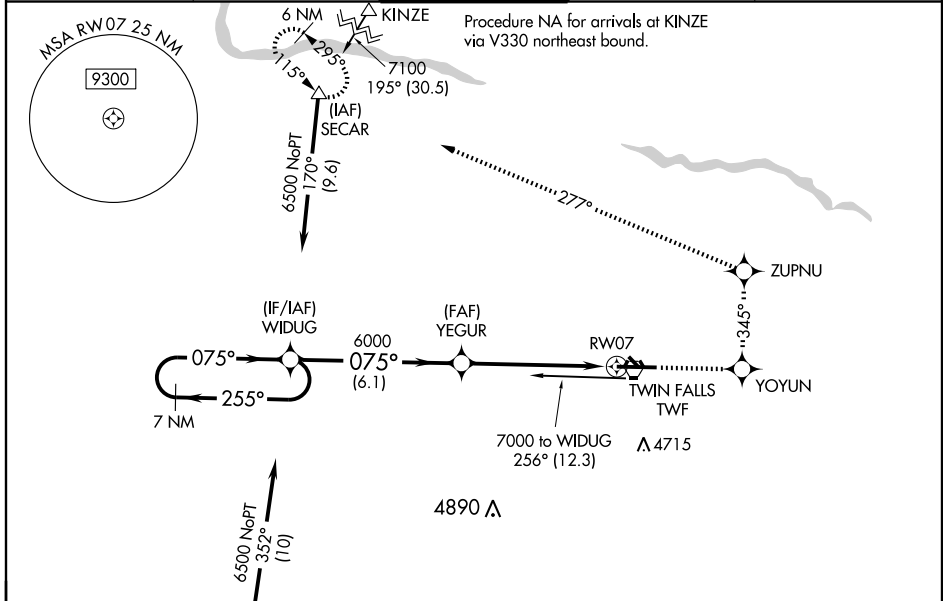 MSA RW07 25 NM
9300
6 NM
KINZE
295°
115°
7100
195° (30.5)
(IAF)
SECAR
Procedure NA for arrivals at KINZE
via V330 northeast bound.
6500 NoPT
170°
(9.6)
277°
ZUPNU
345°
(IF/IAF)
WIDUG
(FAF)
YEGUR
6000
075°
075°
(6.1)
RW07
255°
7 NM
TWIN FALLS
TWF
YOYUN
7000 to WIDUG
256° (12.3)
4715
4890
6500 NoPT
352°
(10)